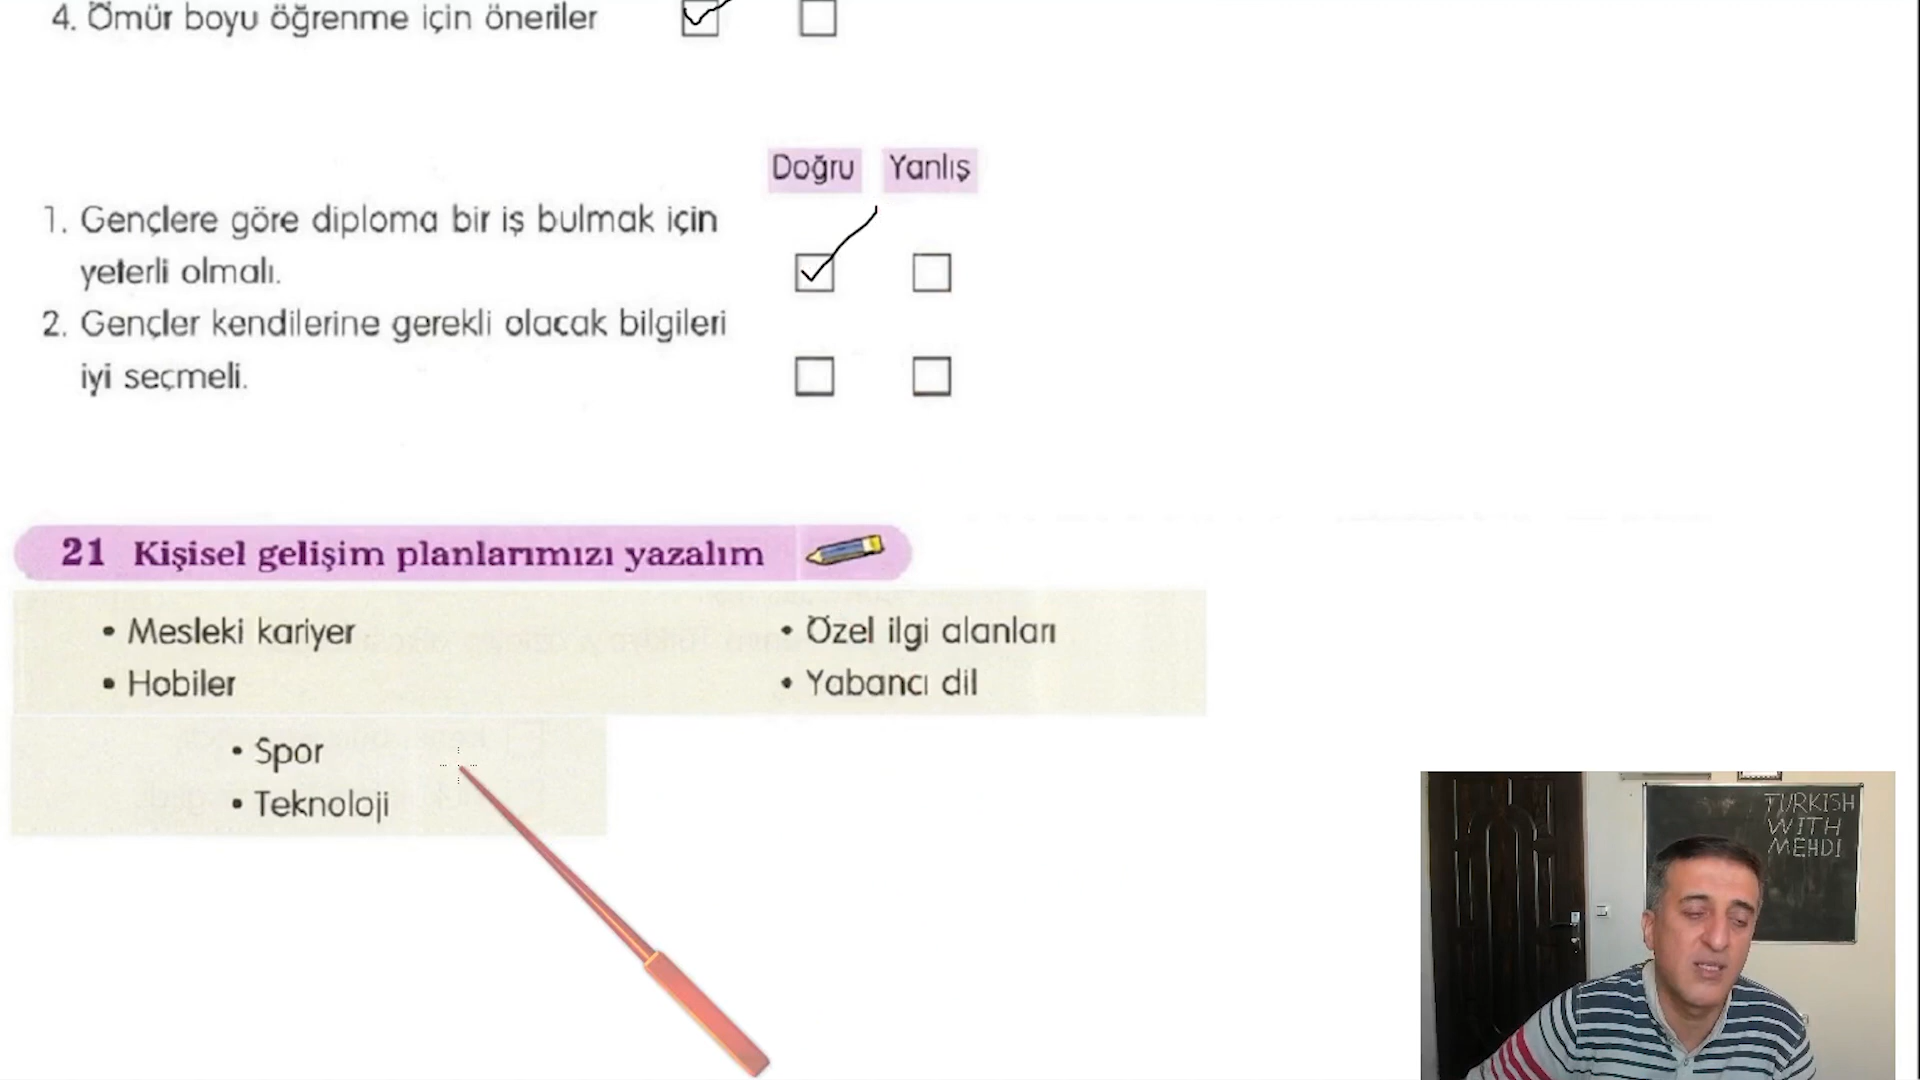 4. Ömür boyu öğrenme için öneriler
Doğru Yanlış
1. Gençlere göre diploma bir iş bulmak için
yeterli olmalı.
2. Gençler kendilerine gerekli olacak bilgileri
iyi seçmeli.
21 Kişisel gelişim planlarımızı yazalım
• Mesleki kariyer
• Özel ilgi alanları
• Hobiler
• Yabancı dil
• Spor
• Teknoloji
TURKISH
WITH
MEHDI